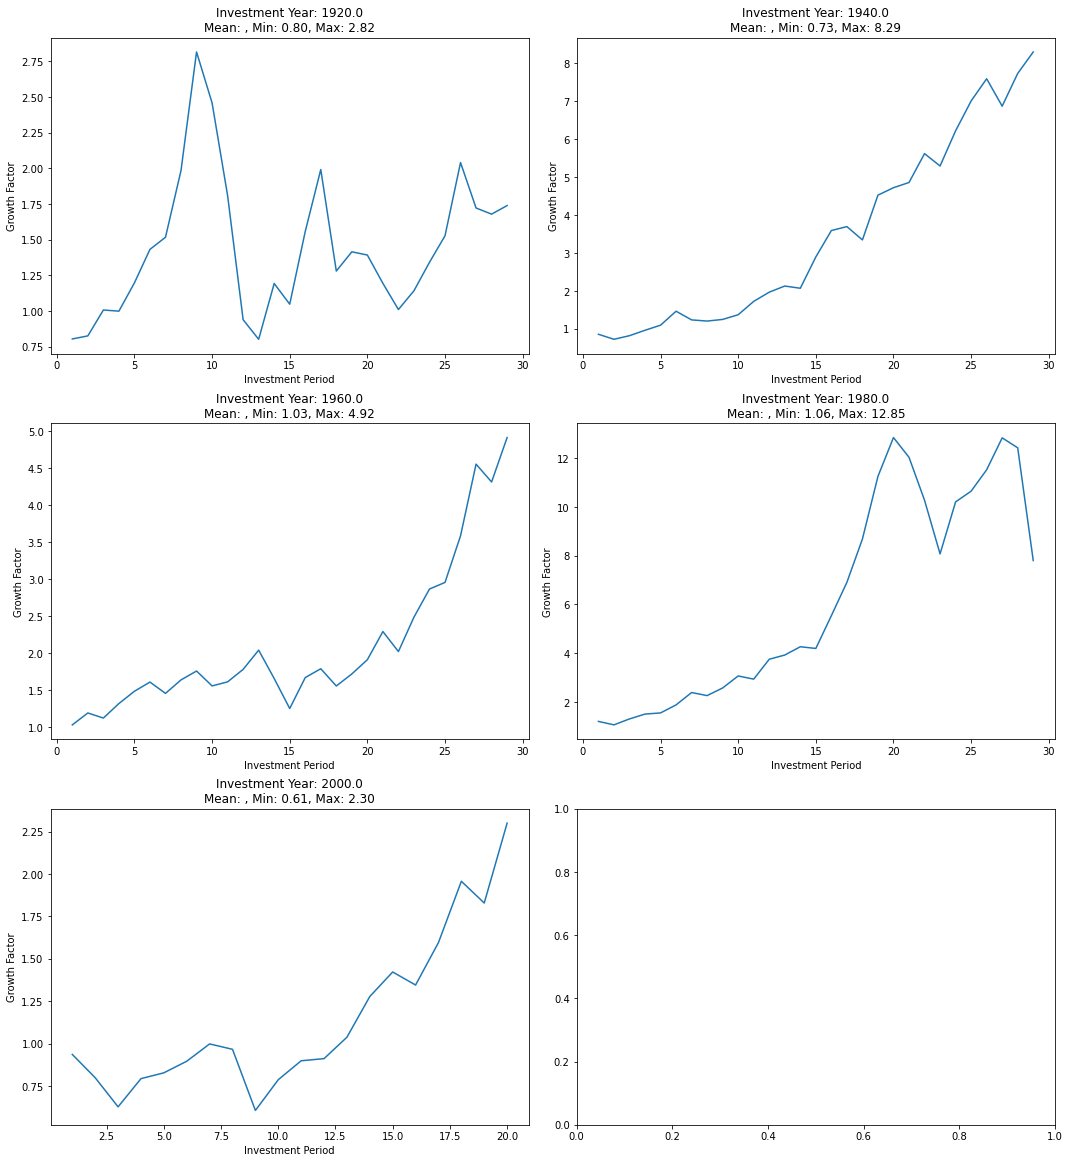 Investment Year: 1920.0
Mean: , Min: 0.80, Max: 2.82
Growth Factor
2.75
2.50
2.25
2.00
1.75
1.50
1.25
1.00
0.75
0 5 10 15 20 25 30
Investment Period
Investment Year: 1940.0
Mean: , Min: 0.73, Max: 8.29
Growth Factor
8
7
6
5
4
3
2
1
0 5 10 15 20 25 30
Investment Period
Investment Year: 1960.0
Mean: , Min: 1.03, Max: 4.92
Growth Factor
5.0
4.5
4.0
3.5
3.0
2.5
2.0
1.5
1.0
0 5 10 15 20 25 30
Investment Period
Investment Year: 1980.0
Mean: , Min: 1.06, Max: 12.85
Growth Factor
12
10
8
6
4
2
0 5 10 15 20 25 30
Investment Period
Investment Year: 2000.0
Mean: , Min: 0.61, Max: 2.30
Growth Factor
2.25
2.00
1.75
1.50
1.25
1.00
0.75
2.5 5.0 7.5 10.0 12.5 15.0 17.5 20.0
Investment Period
1.0
0.8
0.6
0.4
0.2
0.0
0.0 0.2 0.4 0.6 0.8 1.0